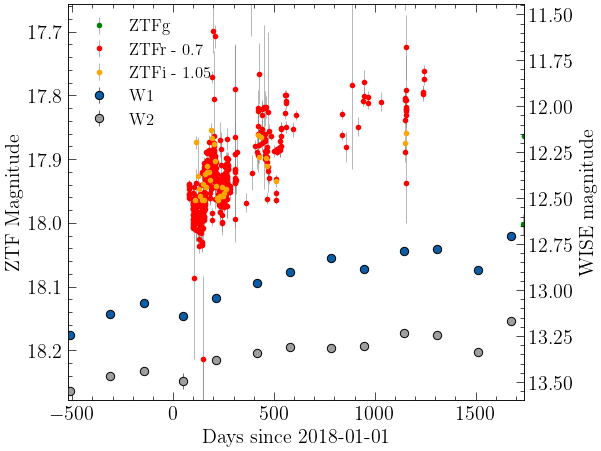 ZTFg
ZTFr - 0.7
ZTFi - 1.05
W1
W2
ZTF Magnitude
17.7
17.8
17.9
18.0
18.1
18.2
WISE magnitude
11.50
11.75
12.00
12.25
12.50
12.75
13.00
13.25
13.50
−500
0
500
1000
1500
Days since 2018-01-01